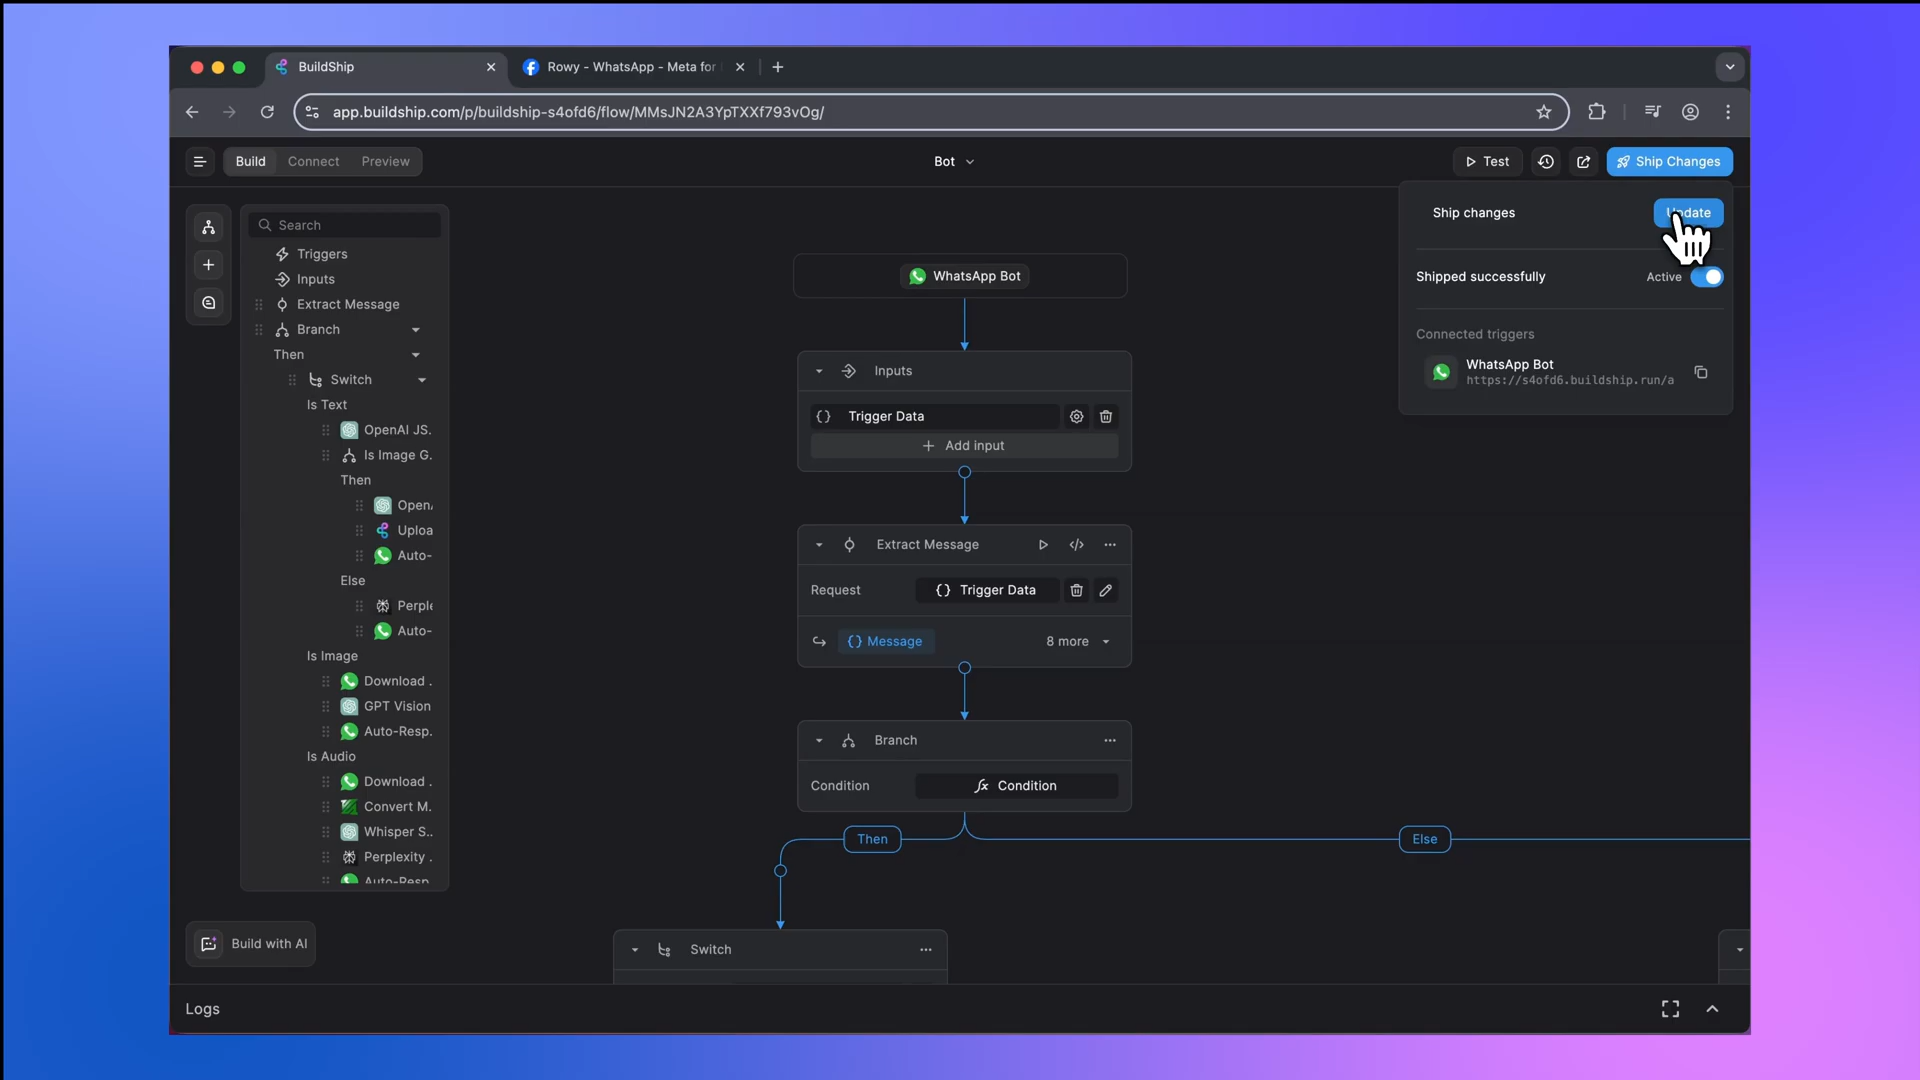 BuildShip
Rowy - WhatsApp - Meta for
app.buildship.com/p/buildship-s4ofd6/flow/MMsJN2A3YpTXXf793vOg/
Build Connect Preview
Bot
Test
Ship Changes
Search
Triggers
Inputs
Extract Message
Branch
Then
Switch
Is Text
OpenAI JS.
Is Image G.
Then
Open
Uploa
Auto-
Else
Perple
Auto-
Is Image
Download .
GPT Vision
Auto-Resp.
Is Audio
Download .
Convert M.
Whisper S..
Perplexity .
Auto-Resp
Build with AI
WhatsApp Bot
Inputs
Trigger Data
Add input
Extract Message
Request
Trigger Data
Message
8 more
Branch
Condition
Condition
Then
Else
Switch
Ship changes
Update
Shipped successfully
Active
Connected triggers
WhatsApp Bot
https://s4ofd6.buildship.run/a
Logs